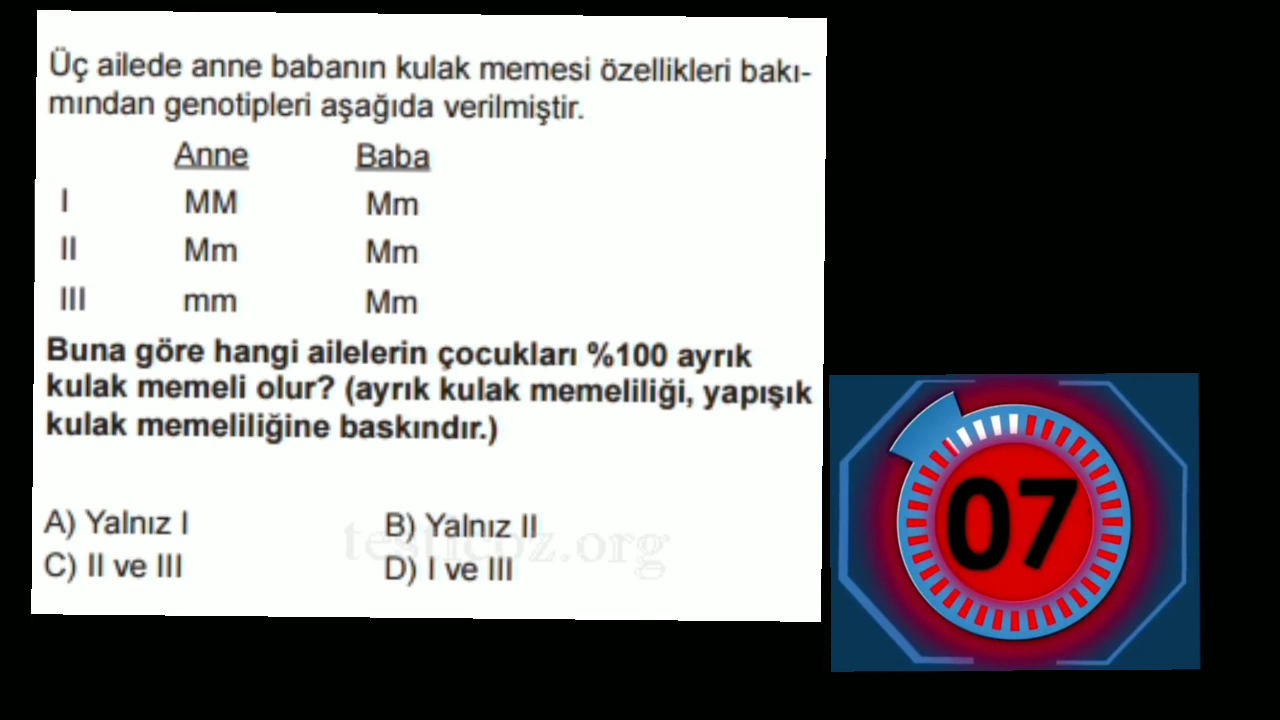 Üç ailede anne babanın kulak memesi özellikleri bakı-
mından genotipleri aşağıda verilmiştir.
Anne Baba
I MM Mm
II Mm Mm
III mm Mm
Buna göre hangi ailelerin çocukları %100 ayrık
kulak memeli olur? (ayrık kulak memeliliği, yapışık
kulak memeliliğine baskındır.)
A) Yalnız I B) Yalnız II
C) II ve III D) I ve III
testicoz.org
07